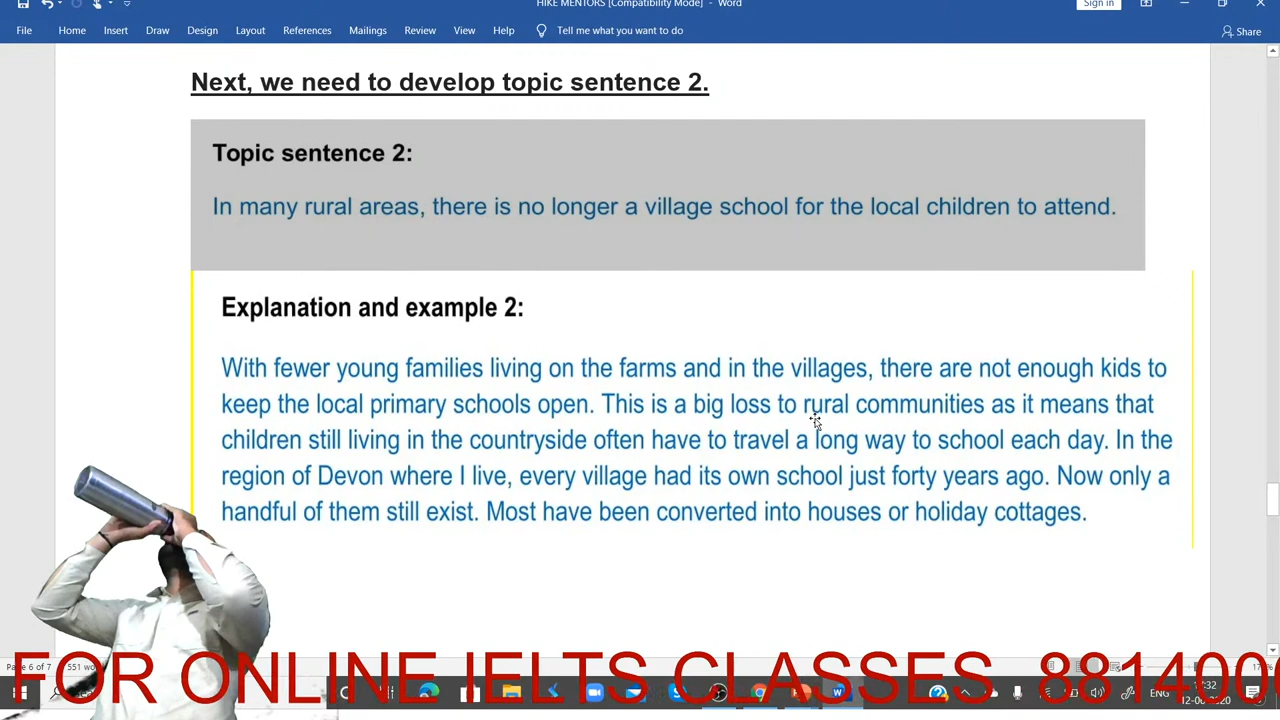 HIKE MENTORS [Compatibility Mode] - Word
Sign in
File Home Insert Draw Design Layout References Mailings Review View Help Tell me what you want to do Share
Next, we need to develop topic sentence 2.
Topic sentence 2:
In many rural areas, there is no longer a village school for the local children to attend.
Explanation and example 2:
With fewer young families living on the farms and in the villages, there are not enough kids to
keep the local primary schools open. This is a big loss to rural communities as it means that
children still living in the countryside often have to travel a long way to school each day. In the
region of Devon where I live, every village had its own school just forty years ago. Now only a
handful of them still exist. Most have been converted into houses or holiday cottages.
Page 6 of 7 551
FOR ONLINE IELTS CLASSES 881400
ENG